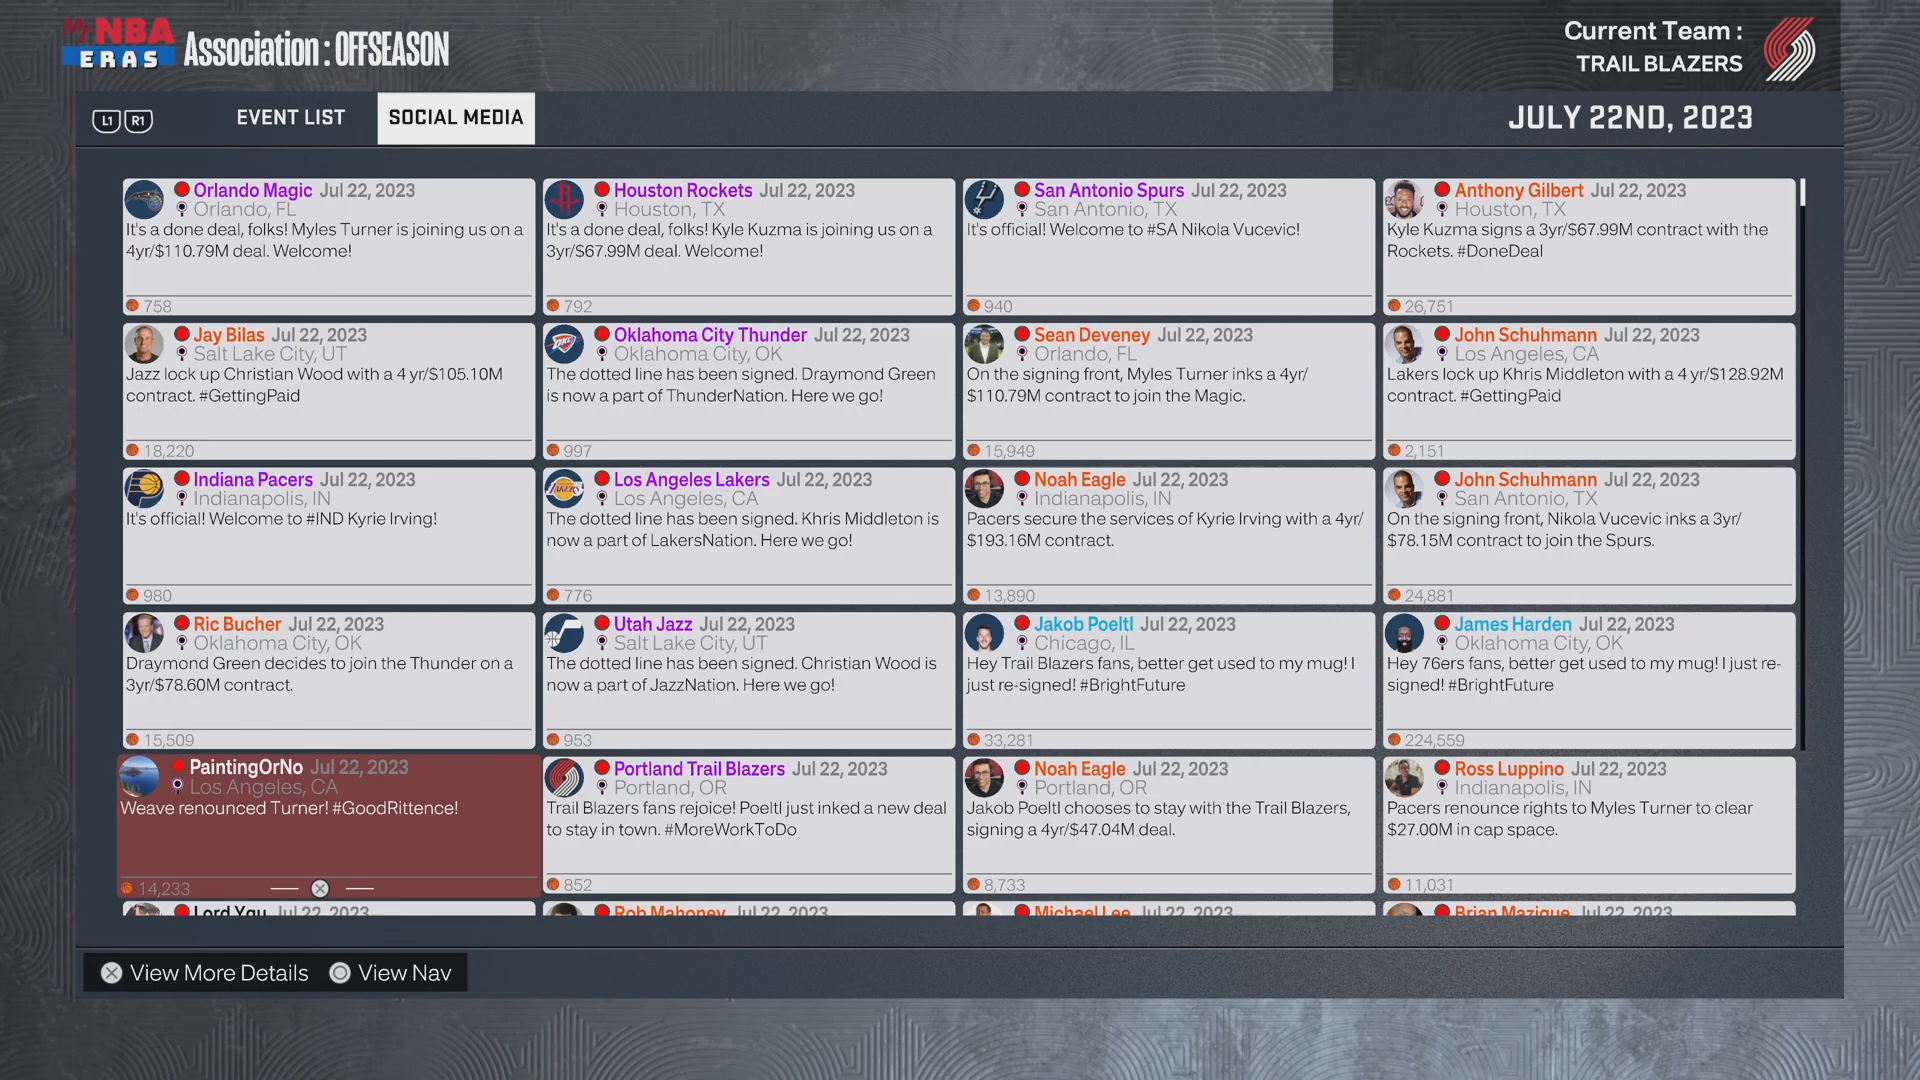 My NBA
ERAS
Association : OFFSEASON
Current Team :
TRAIL BLAZERS
L1 R1
EVENT LIST
SOCIAL MEDIA
JULY 22ND, 2023
Orlando Magic Jul 22, 2023
Orlando, FL
It's a done deal, folks! Myles Turner is joining us on a
4yr/$110.79M deal. Welcome!
758
Houston Rockets Jul 22, 2023
Houston, TX
It's a done deal, folks! Kyle Kuzma is joining us on a
3yr/$67.99M deal. Welcome!
792
San Antonio Spurs Jul 22, 2023
San Antonio, TX
It's official! Welcome to #SA Nikola Vucevic!
940
Anthony Gilbert Jul 22, 2023
Houston, TX
Kyle Kuzma signs a 3yr/$67.99M contract with the
Rockets. #DoneDeal
26,751
Jay Bilas Jul 22, 2023
Salt Lake City, UT
Jazz lock up Christian Wood with a 4 yr/$105.10M
contract. #GettingPaid
18,220
Oklahoma City Thunder Jul 22, 2023
Oklahoma City, OK
The dotted line has been signed. Draymond Green
is now a part of ThunderNation. Here we go!
997
Sean Deveney Jul 22, 2023
Orlando, FL
On the signing front, Myles Turner inks a 4yr/
$110.79M contract to join the Magic.
15,949
John Schuhmann Jul 22, 2023
Los Angeles, CA
Lakers lock up Khris Middleton with a 4 yr/$128.92M
contract. #GettingPaid
2,151
Indiana Pacers Jul 22, 2023
Indianapolis, IN
It's official! Welcome to #IND Kyrie Irving!
980
Los Angeles Lakers Jul 22, 2023
Los Angeles, CA
The dotted line has been signed. Khris Middleton is
now a part of LakersNation. Here we go!
776
Noah Eagle Jul 22, 2023
Indianapolis, IN
Pacers secure the services of Kyrie Irving with a 4yr/
$193.16M contract.
13,890
John Schuhmann Jul 22, 2023
San Antonio, TX
On the signing front, Nikola Vucevic inks a 3yr/
$78.15M contract to join the Spurs.
24,881
Ric Bucher Jul 22, 2023
Oklahoma City, OK
Draymond Green decides to join the Thunder on a
3yr/$78.60M contract.
15,509
Utah Jazz Jul 22, 2023
Salt Lake City, UT
The dotted line has been signed. Christian Wood is
now a part of JazzNation. Here we go!
953
Jakob Poeltl Jul 22, 2023
Chicago, IL
Hey Trail Blazers fans, better get used to my mug! I
just re-signed! #BrightFuture
33,281
James Harden Jul 22, 2023
Oklahoma City, OK
Hey 76ers fans, better get used to my mug! I just re-
signed! #BrightFuture
224,559
PaintingOrNo Jul 22, 2023
Los Angeles, CA
Weave renounced Turner! #GoodRittence!
14,233
Portland Trail Blazers Jul 22, 2023
Portland, OR
Trail Blazers fans rejoice! Poeltl just inked a new deal
to stay in town. #MoreWorkToDo
852
Noah Eagle Jul 22, 2023
Portland, OR
Jakob Poeltl chooses to stay with the Trail Blazers,
signing a 4yr/$47.04M deal.
8,733
Ross Luppino Jul 22, 2023
Indianapolis, IN
Pacers renounce rights to Myles Turner to clear
$27.00M in cap space.
11,031
Lord Yau Jul 22, 2023
Rob Mahoney Jul 22, 2023
Michael Lee Jul 22, 2023
Brian Mazique Jul 22, 2023
View More Details
View Nav